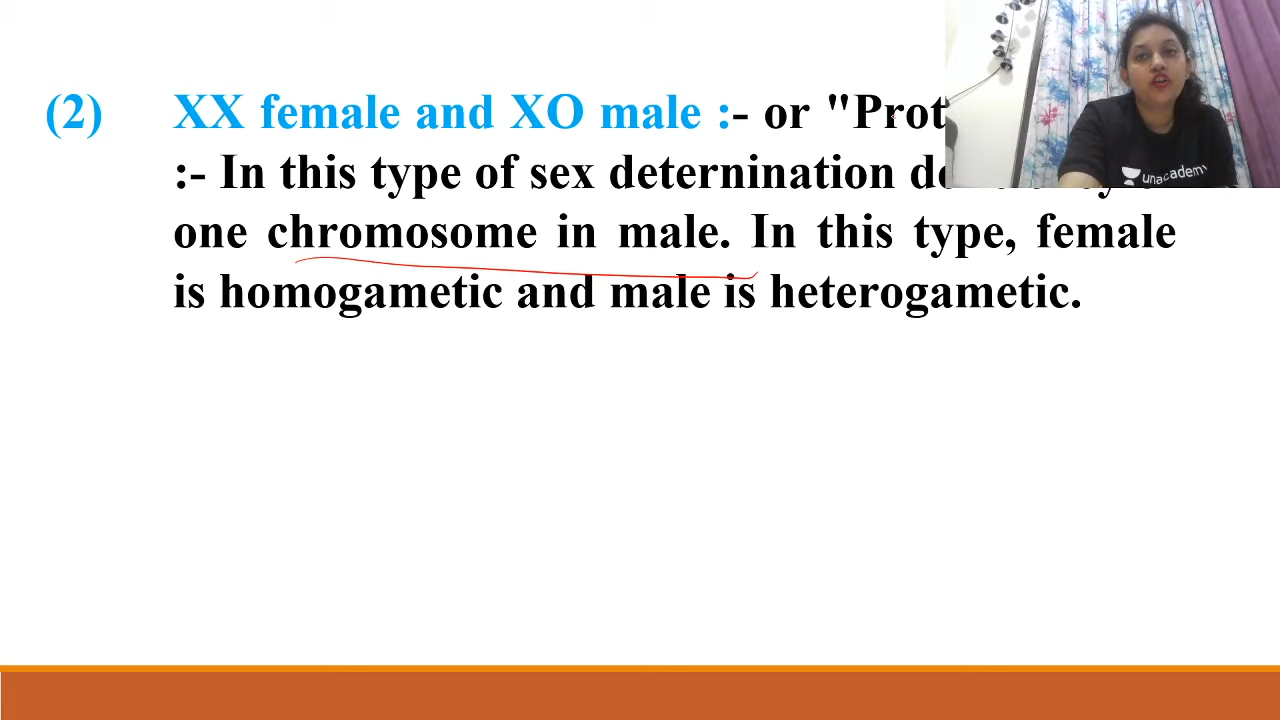 (2) XX female and XO male :- or "Prot
:- In this type of sex deternination
one chromosome in male. In this type, female
is homogametic and male is heterogametic.
unacademy